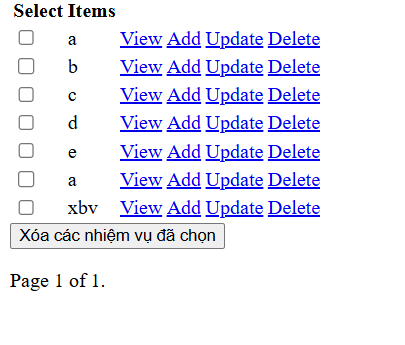 Select Items
a View Add Update Delete
b View Add Update Delete
c View Add Update Delete
d View Add Update Delete
e View Add Update Delete
a View Add Update Delete
xbv View Add Update Delete
Xóa các nhiệm vụ đã chọn
Page 1 of 1.